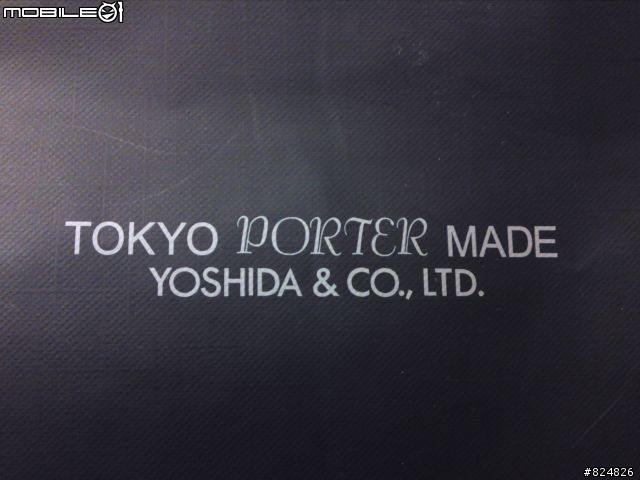 MOBILE01
TOKYO PORTER MADE
YOSHIDA & CO., LTD.
#824826